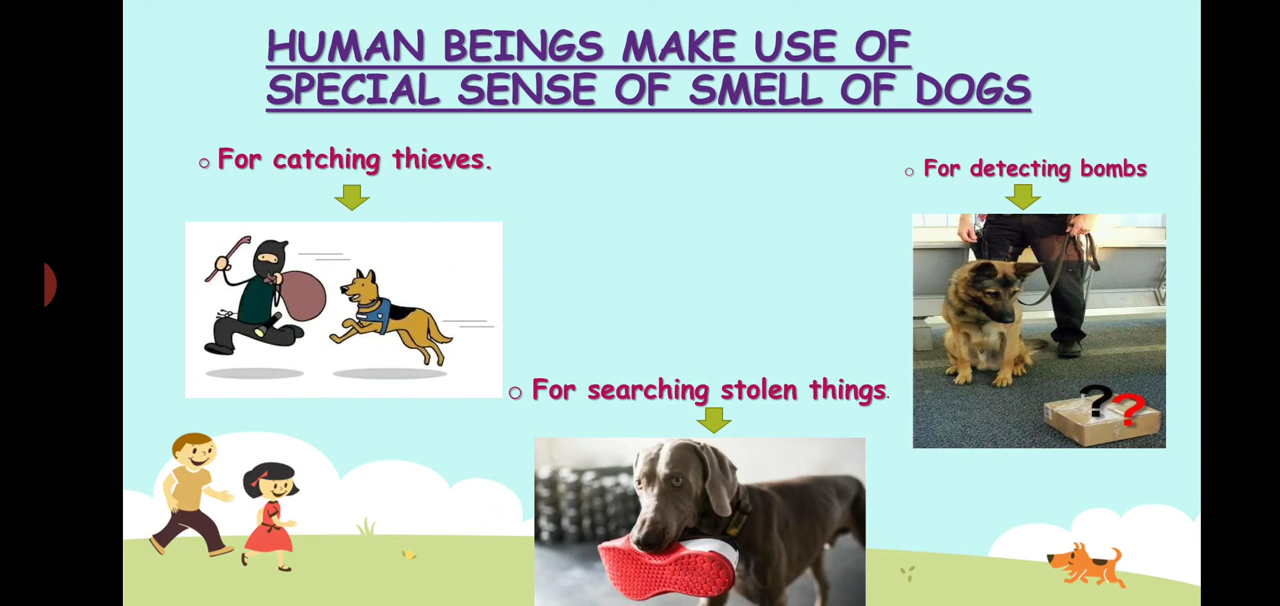 HUMAN BEINGS MAKE USE OF
SPECIAL SENSE OF SMELL OF DOGS
For catching thieves.
For detecting bombs
For searching stolen things.
??